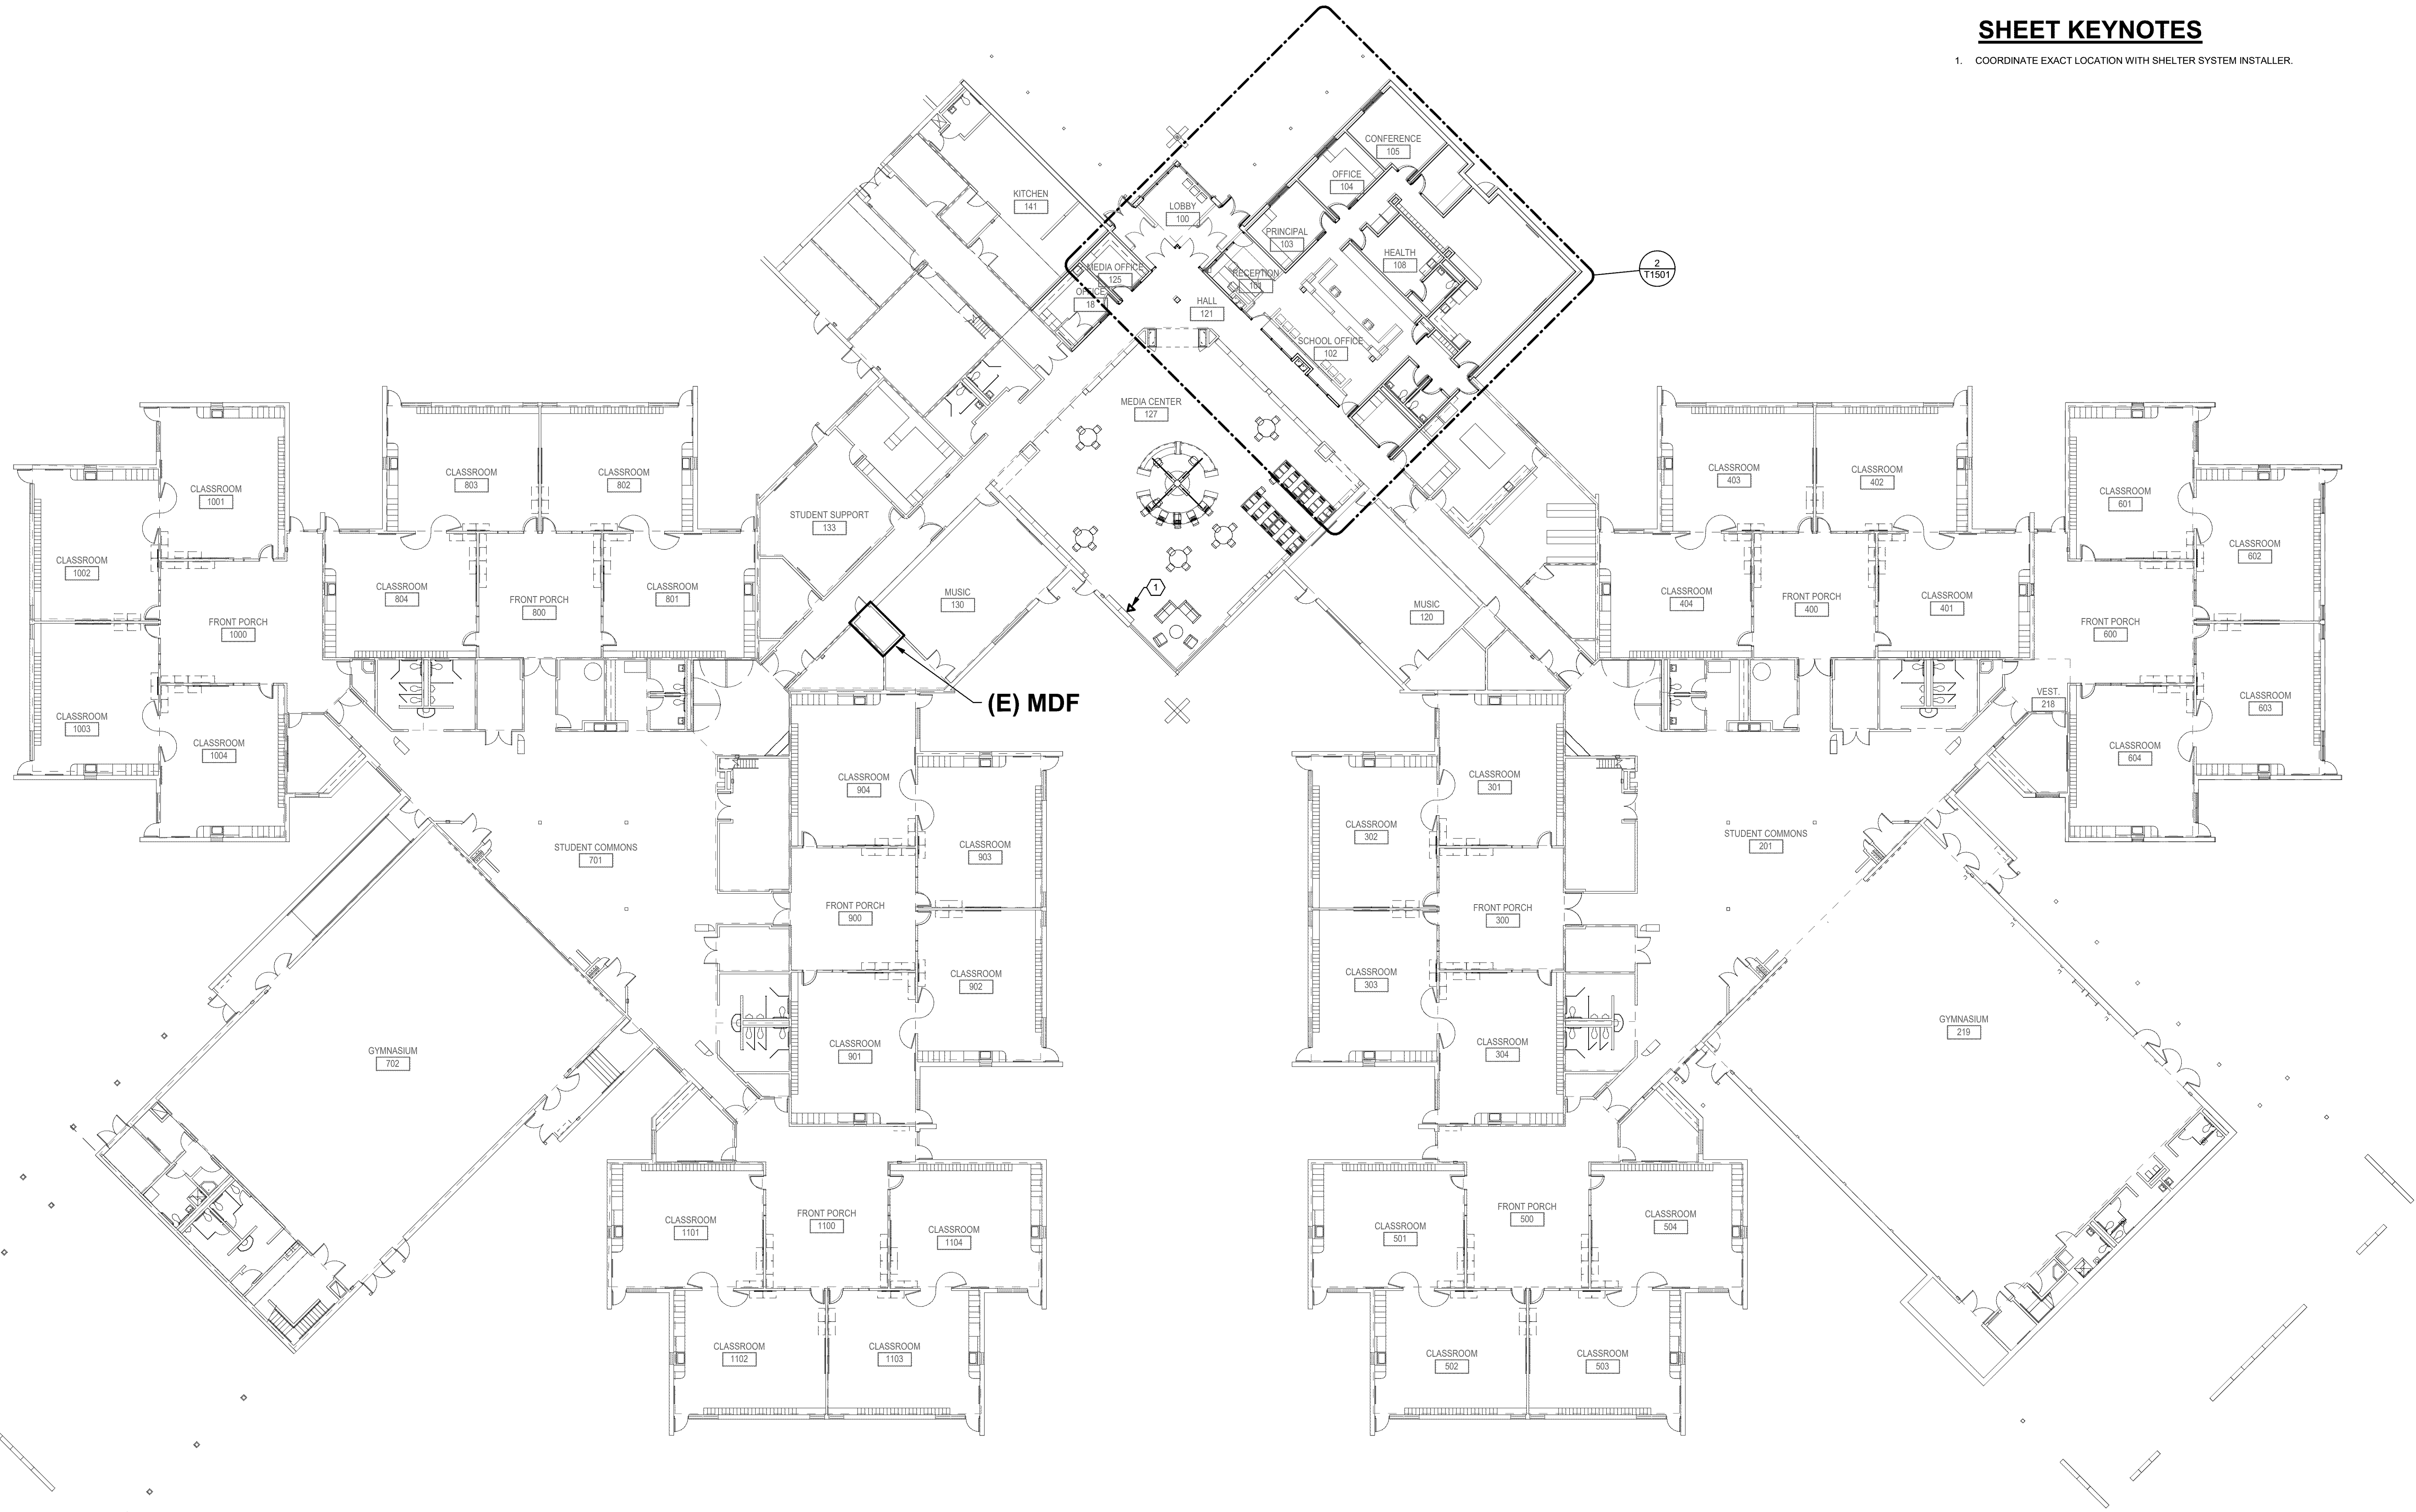 SHEET KEYNOTES
1. COORDINATE EXACT LOCATION WITH SHELTER SYSTEM INSTALLER.
CONFERENCE
105
OFFICE
104
KITCHEN
141
LOBBY
100
PRINCIPAL
103
HEALTH
108
2
T1501
MEDIA OFFICE
125
RECEPTION
101
OFFICE
18
HALL
121
SCHOOL OFFICE
102
MEDIA CENTER
127
CLASSROOM
1001
CLASSROOM
803
CLASSROOM
802
STUDENT SUPPORT
133
CLASSROOM
403
CLASSROOM
402
CLASSROOM
601
CLASSROOM
602
CLASSROOM
1002
CLASSROOM
804
FRONT PORCH
800
CLASSROOM
801
MUSIC
130
1
MUSIC
120
CLASSROOM
404
FRONT PORCH
400
CLASSROOM
401
FRONT PORCH
1000
FRONT PORCH
600
(E) MDF
CLASSROOM
1003
CLASSROOM
1004
VEST.
218
CLASSROOM
603
CLASSROOM
604
CLASSROOM
904
CLASSROOM
301
CLASSROOM
302
STUDENT COMMONS
701
CLASSROOM
903
STUDENT COMMONS
201
FRONT PORCH
900
FRONT PORCH
300
CLASSROOM
902
CLASSROOM
303
GYMNASIUM
702
CLASSROOM
901
CLASSROOM
304
GYMNASIUM
219
CLASSROOM
1101
FRONT PORCH
1100
CLASSROOM
1104
CLASSROOM
501
FRONT PORCH
500
CLASSROOM
504
CLASSROOM
1102
CLASSROOM
1103
CLASSROOM
502
CLASSROOM
503